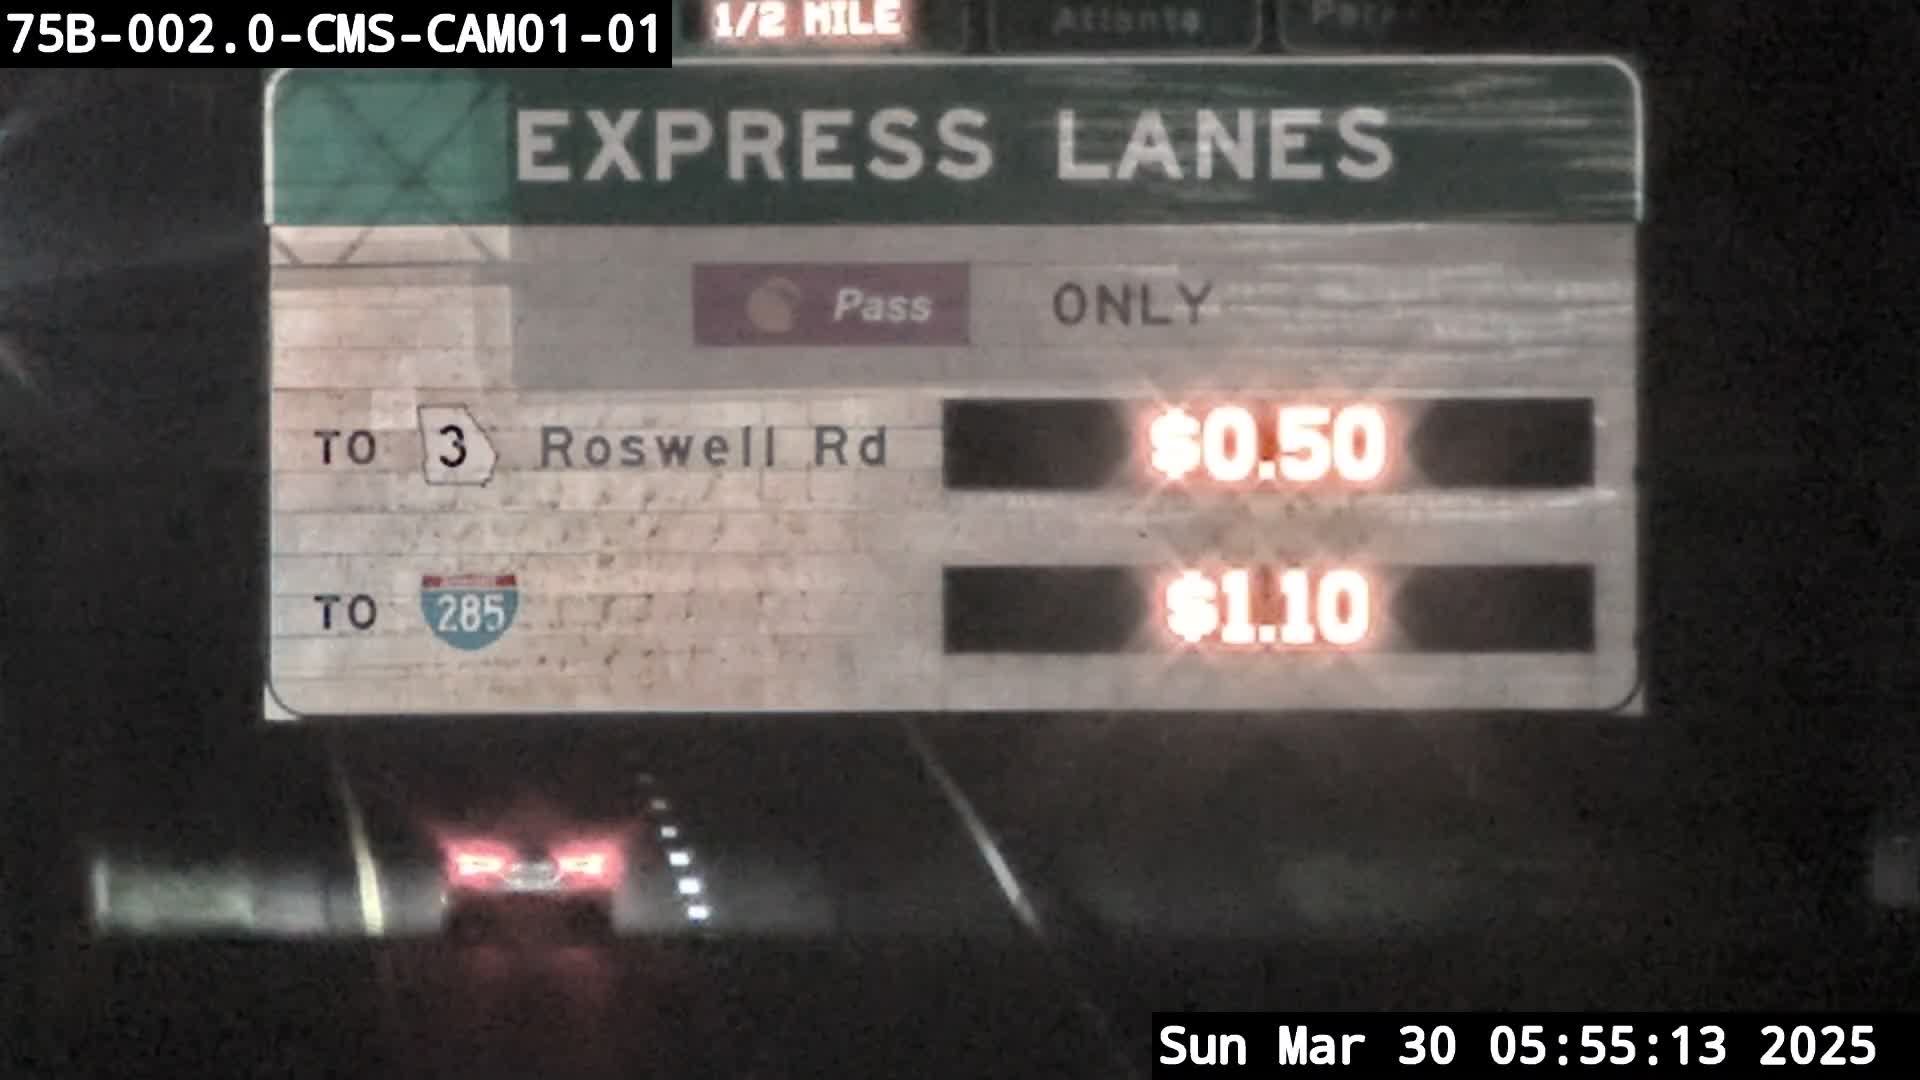 75B-002.0-CMS-CAM01-01
1/2 MILE
Atlanta
EXPRESS LANES
Pass ONLY
TO 3 Roswell Rd $0.50
TO 285 $1.10
Sun Mar 30 05:55:13 2025